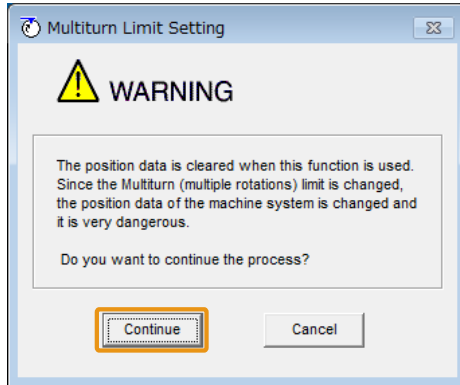 Multiturn Limit Setting
WARNING
The position data is cleared when this function is used.
Since the Multiturn (multiple rotations) limit is changed,
the position data of the machine system is changed and
it is very dangerous.
Do you want to continue the process?
Continue
Cancel